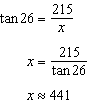 tan 26 = 215/x
x = 215/tan 26
x ≈ 441